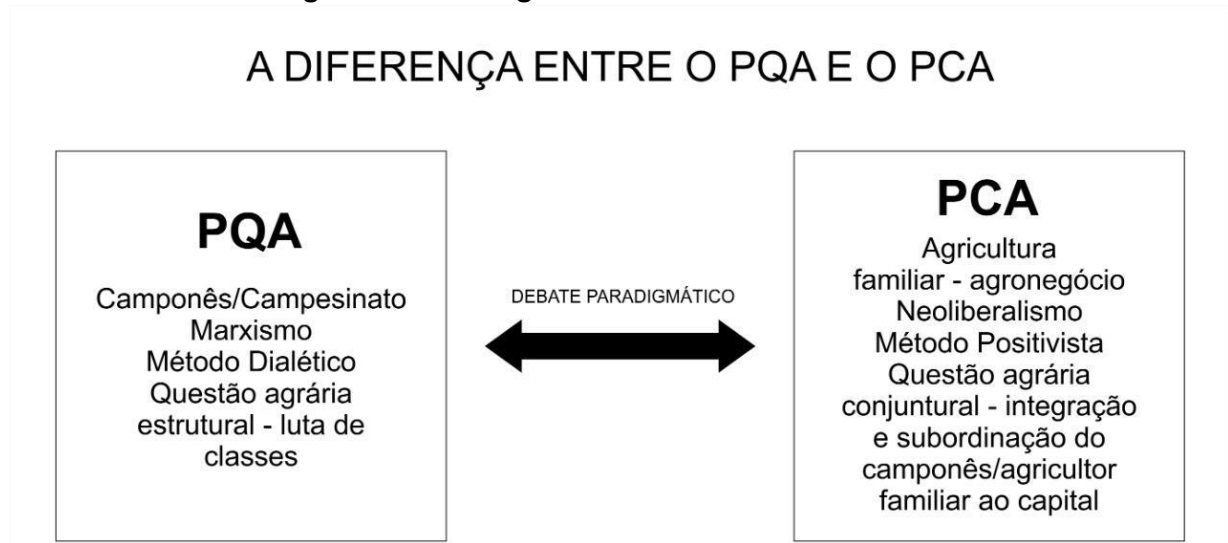 A DIFERENÇA ENTRE O PQA E O PCA
PQA
Camponês/Campesinato
Marxismo
Método Dialético
Questão agrária
estrutural - luta de
classes
DEBATE PARADIGMÁTICO
PCA
Agricultura
familiar - agronegócio
Neoliberalismo
Método Positivista
Questão agrária
conjuntural - integração
e subordinação do
camponês/agricultor
familiar ao capital